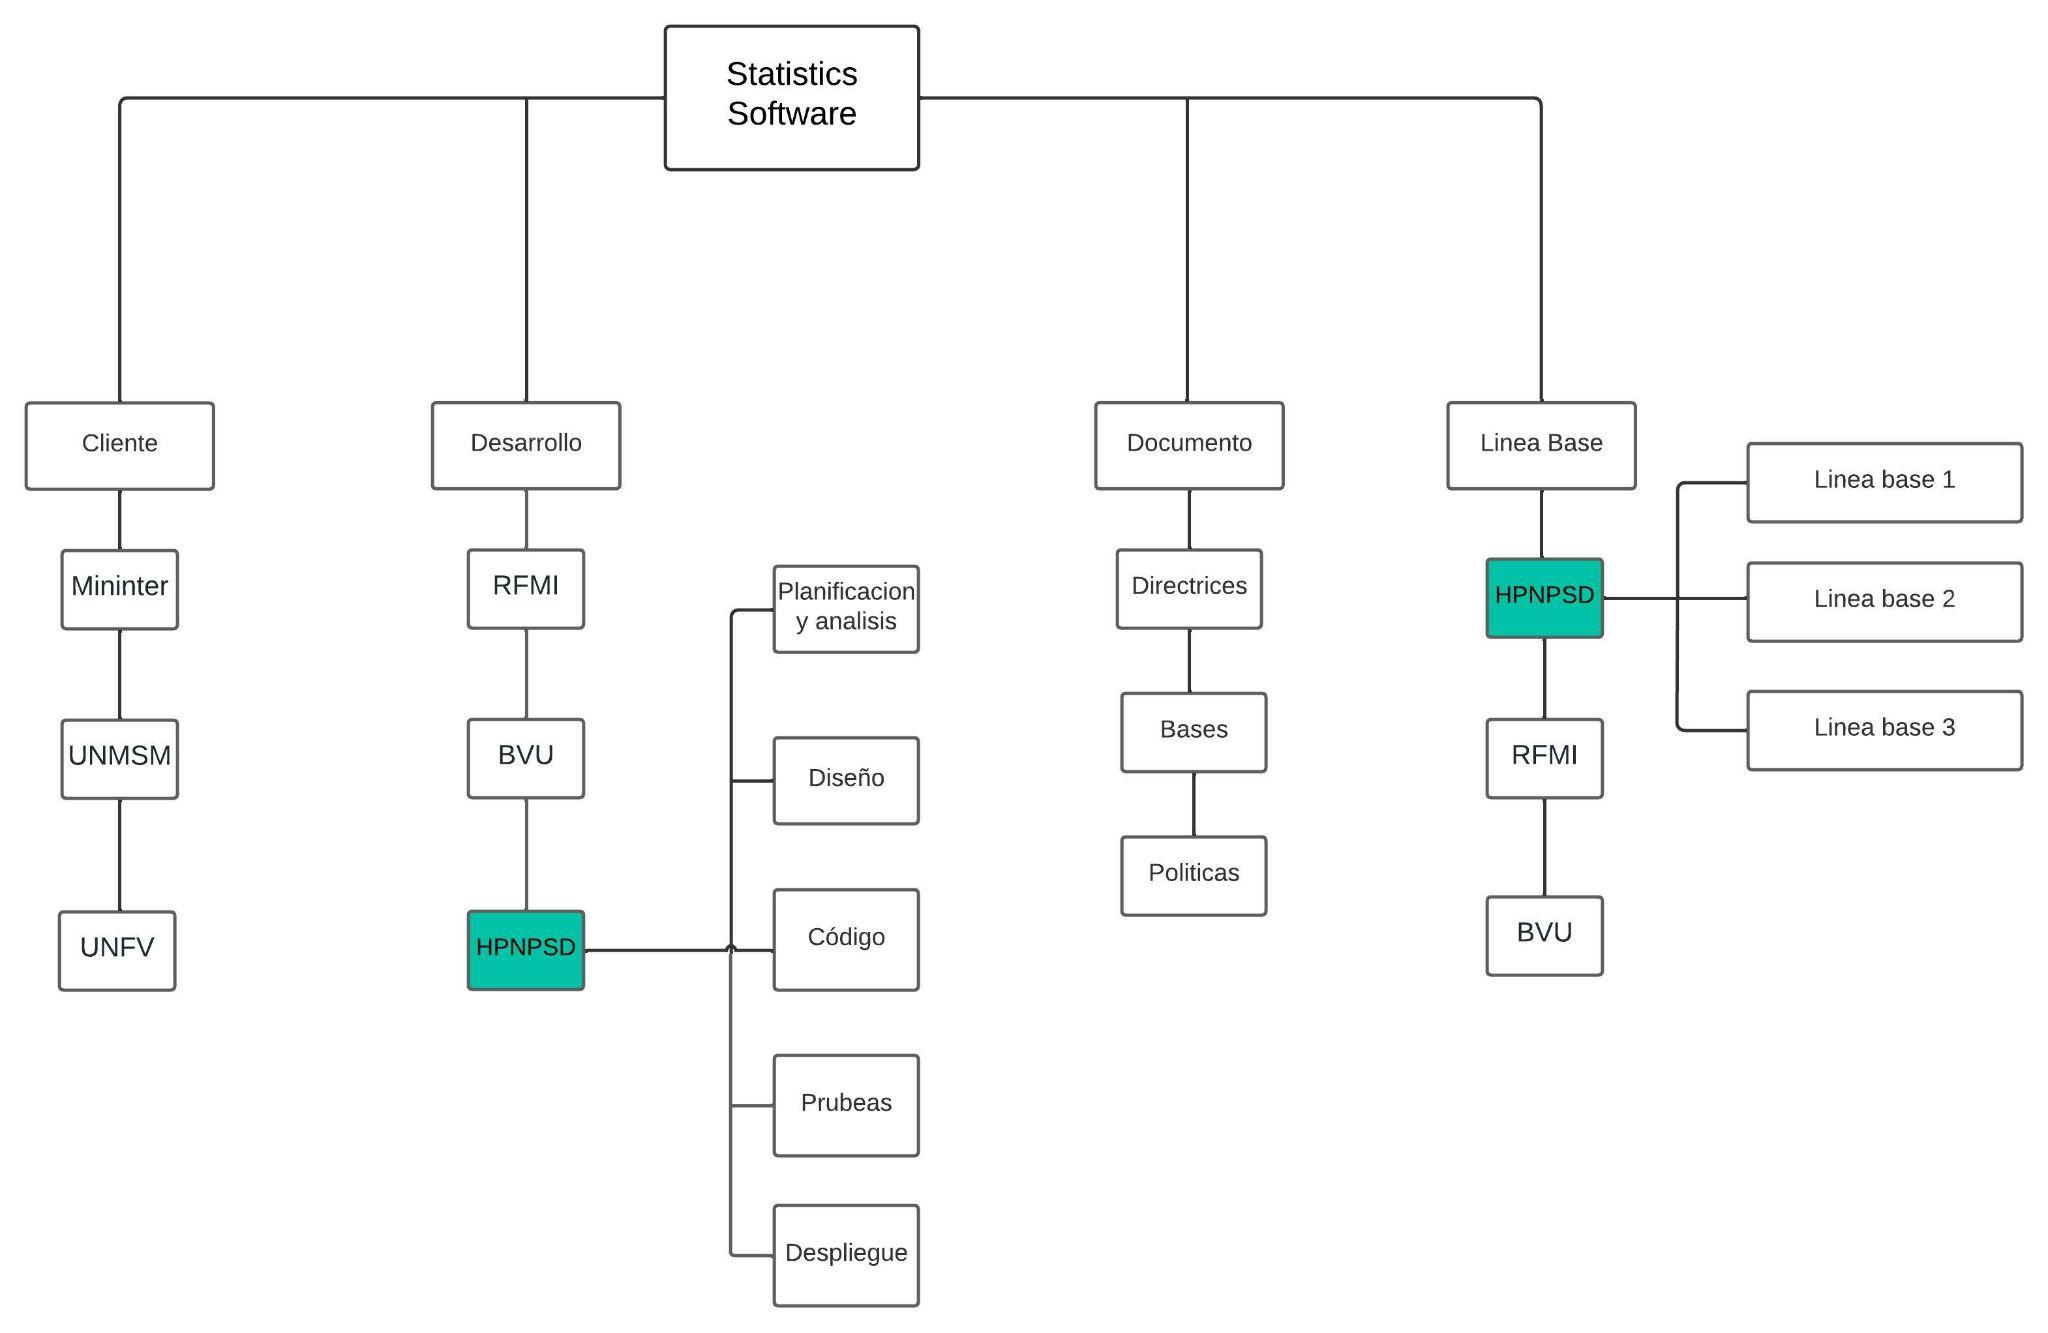 Statistics
Software
Cliente
Mininter
UNMSM
UNFV
Desarrollo
RFMI
BVU
HPNPSD
Planificacion
y analisis
Diseño
Código
Prubeas
Despliegue
Documento
Directrices
Bases
Politicas
Linea Base
HPNPSD
RFMI
BVU
Linea base 1
Linea base 2
Linea base 3